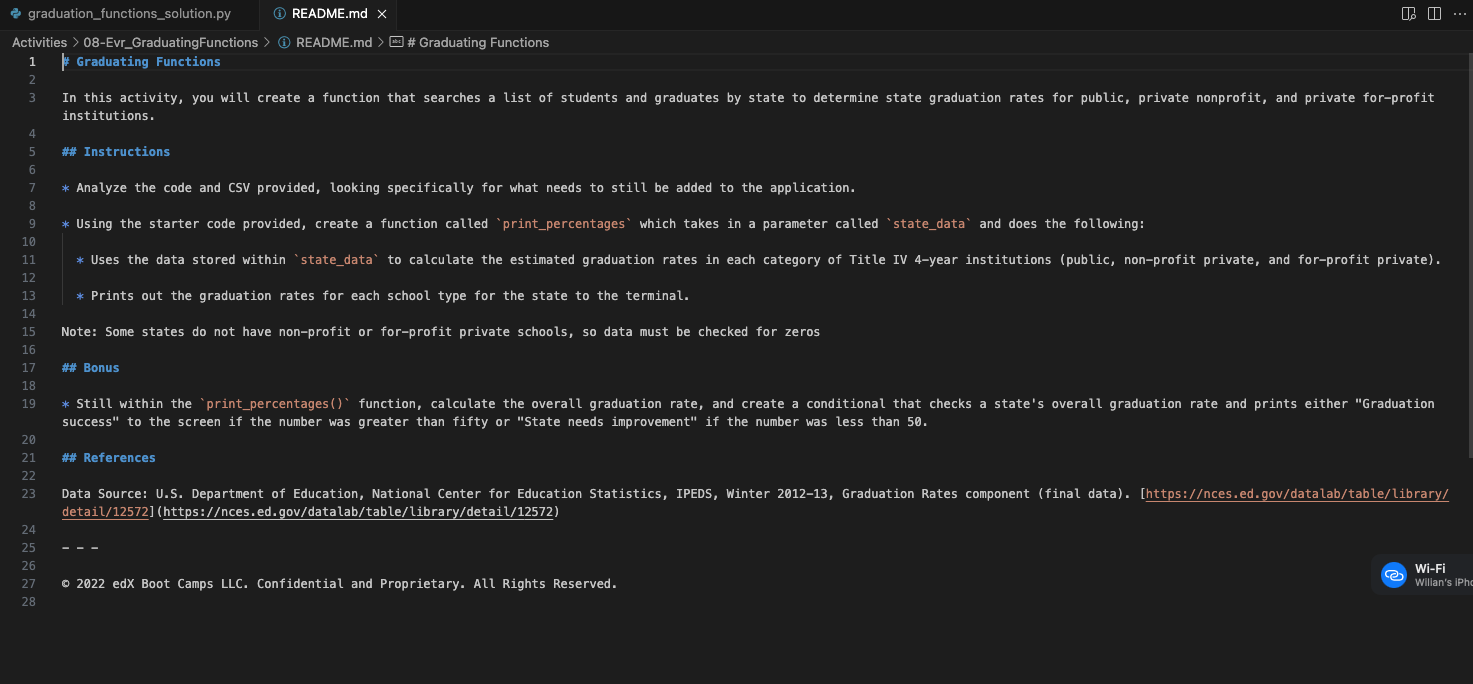 graduation_functions_solution.py
README.md
Activities > 08-Evr_GraduatingFunctions > README.md > # Graduating Functions
1 # Graduating Functions
2
3 In this activity, you will create a function that searches a list of students and graduates by state to determine state graduation rates for public, private nonprofit, and private for-profit
institutions.
4
5 ## Instructions
6
7 * Analyze the code and CSV provided, looking specifically for what needs to still be added to the application.
8
9 * Using the starter code provided, create a function called `print_percentages` which takes in a parameter called `state_data` and does the following:
10
11 * Uses the data stored within `state_data` to calculate the estimated graduation rates in each category of Title IV 4-year institutions (public, non-profit private, and for-profit private).
12
13 * Prints out the graduation rates for each school type for the state to the terminal.
14
15 Note: Some states do not have non-profit or for-profit private schools, so data must be checked for zeros
16
17 ## Bonus
18
19 * Still within the `print_percentages()` function, calculate the overall graduation rate, and create a conditional that checks a state's overall graduation rate and prints either "Graduation
success" to the screen if the number was greater than fifty or "State needs improvement" if the number was less than 50.
20
21 ## References
22
23 Data Source: U.S. Department of Education, National Center for Education Statistics, IPEDS, Winter 2012-13, Graduation Rates component (final data). [https://nces.ed.gov/datalab/table/library/
detail/12572](https://nces.ed.gov/datalab/table/library/detail/12572)
24
25 - - -
26
27 © 2022 edX Boot Camps LLC. Confidential and Proprietary. All Rights Reserved.
28
Wi-Fi
Wilian's iPho